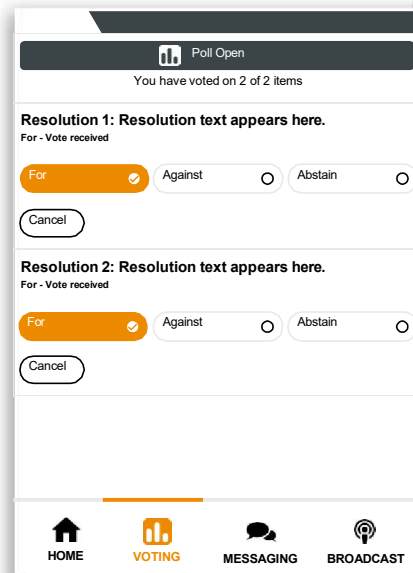 Poll Open
You have voted on 2 of 2 items
Resolution 1: Resolution text appears here.
For - Vote received
For Against Abstain
Cancel
Resolution 2: Resolution text appears here.
For - Vote received
For Against Abstain
Cancel
HOME VOTING MESSAGING BROADCAST